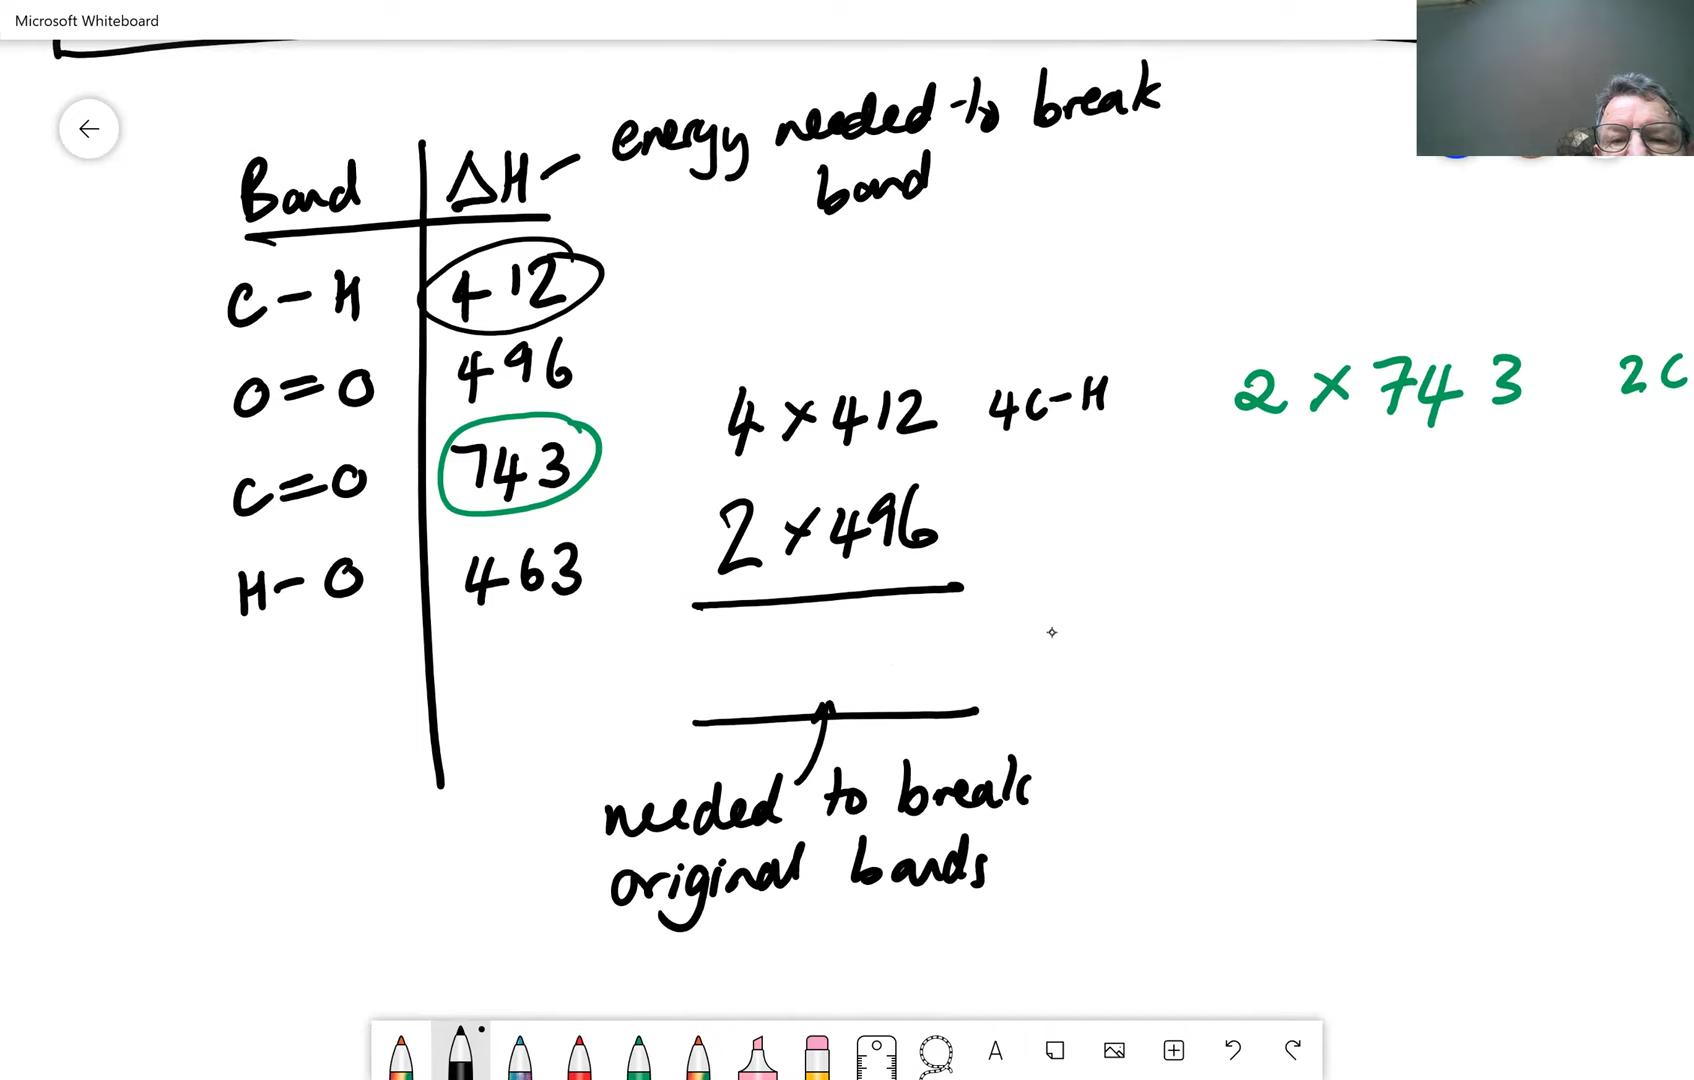 Microsoft Whiteboard
Bond ΔH - energy needed to break
bond
C-H 412
O=O 496
C=O 743
H-O 463
4 × 412 4C-H
2 × 496
2 × 743 2C
needed to break
original bonds
A